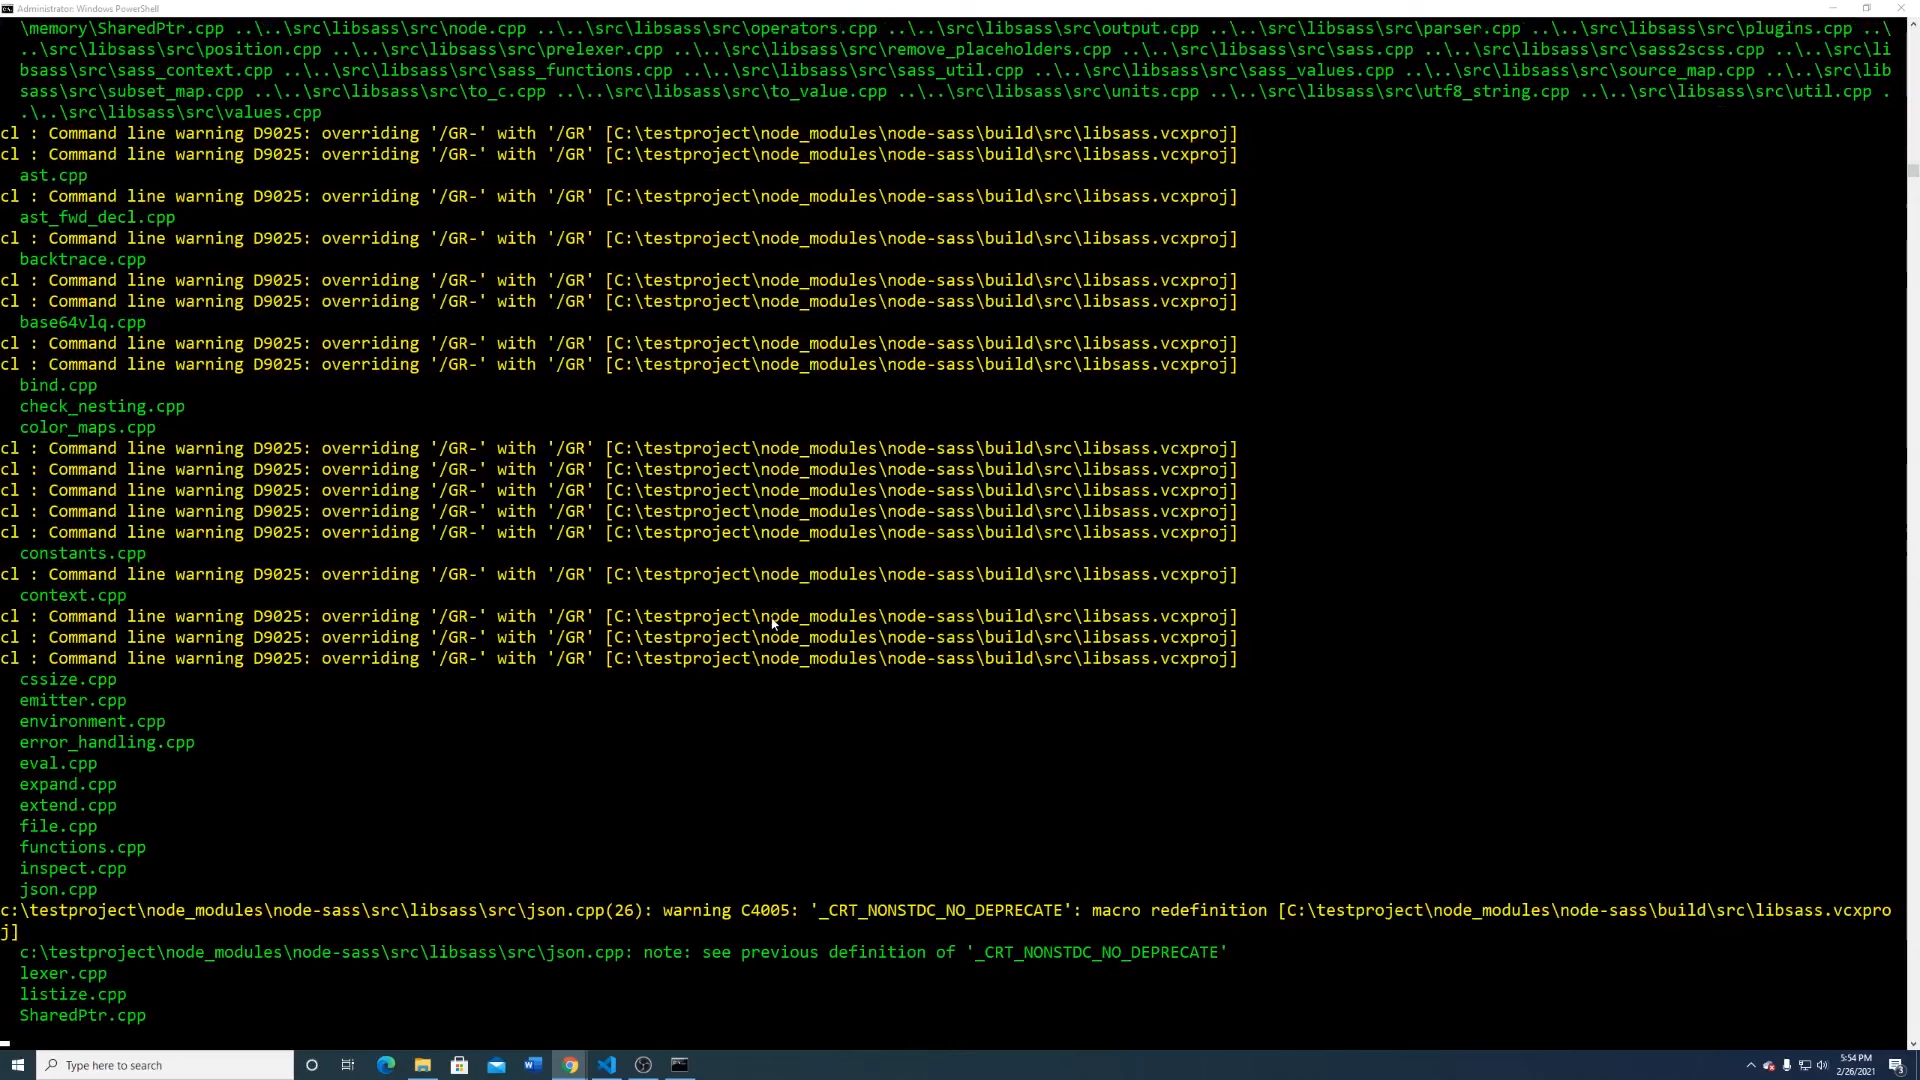 Administrator: Windows PowerShell
\memory\SharedPtr.cpp ..\..\src\libsass\src\node.cpp ..\..\src\libsass\src\operators.cpp ..\..\src\libsass\src\output.cpp ..\..\src\libsass\src\parser.cpp ..\..\src\libsass\src\plugins.cpp ..\
..\src\libsass\src\position.cpp ..\..\src\libsass\src\prelexer.cpp ..\..\src\libsass\src\remove_placeholders.cpp ..\..\src\libsass\src\sass.cpp ..\..\src\libsass\src\sass2scss.cpp ..\..\src\li
bsass\src\sass_context.cpp ..\..\src\libsass\src\sass_functions.cpp ..\..\src\libsass\src\sass_util.cpp ..\..\src\libsass\src\sass_values.cpp ..\..\src\libsass\src\source_map.cpp ..\..\src\lib
sass\src\subset_map.cpp ..\..\src\libsass\src\to_c.cpp ..\..\src\libsass\src\to_value.cpp ..\..\src\libsass\src\units.cpp ..\..\src\libsass\src\utf8_string.cpp ..\..\src\libsass\src\util.cpp .
.\..\src\libsass\src\values.cpp
cl : Command line warning D9025: overriding '/GR-' with '/GR' [C:\testproject\node_modules\node-sass\build\src\libsass.vcxproj]
cl : Command line warning D9025: overriding '/GR-' with '/GR' [C:\testproject\node_modules\node-sass\build\src\libsass.vcxproj]
ast.cpp
cl : Command line warning D9025: overriding '/GR-' with '/GR' [C:\testproject\node_modules\node-sass\build\src\libsass.vcxproj]
ast_fwd_decl.cpp
cl : Command line warning D9025: overriding '/GR-' with '/GR' [C:\testproject\node_modules\node-sass\build\src\libsass.vcxproj]
backtrace.cpp
cl : Command line warning D9025: overriding '/GR-' with '/GR' [C:\testproject\node_modules\node-sass\build\src\libsass.vcxproj]
cl : Command line warning D9025: overriding '/GR-' with '/GR' [C:\testproject\node_modules\node-sass\build\src\libsass.vcxproj]
base64vlq.cpp
cl : Command line warning D9025: overriding '/GR-' with '/GR' [C:\testproject\node_modules\node-sass\build\src\libsass.vcxproj]
cl : Command line warning D9025: overriding '/GR-' with '/GR' [C:\testproject\node_modules\node-sass\build\src\libsass.vcxproj]
bind.cpp
check_nesting.cpp
color_maps.cpp
cl : Command line warning D9025: overriding '/GR-' with '/GR' [C:\testproject\node_modules\node-sass\build\src\libsass.vcxproj]
cl : Command line warning D9025: overriding '/GR-' with '/GR' [C:\testproject\node_modules\node-sass\build\src\libsass.vcxproj]
cl : Command line warning D9025: overriding '/GR-' with '/GR' [C:\testproject\node_modules\node-sass\build\src\libsass.vcxproj]
cl : Command line warning D9025: overriding '/GR-' with '/GR' [C:\testproject\node_modules\node-sass\build\src\libsass.vcxproj]
cl : Command line warning D9025: overriding '/GR-' with '/GR' [C:\testproject\node_modules\node-sass\build\src\libsass.vcxproj]
constants.cpp
cl : Command line warning D9025: overriding '/GR-' with '/GR' [C:\testproject\node_modules\node-sass\build\src\libsass.vcxproj]
context.cpp
cl : Command line warning D9025: overriding '/GR-' with '/GR' [C:\testproject\node_modules\node-sass\build\src\libsass.vcxproj]
cl : Command line warning D9025: overriding '/GR-' with '/GR' [C:\testproject\node_modules\node-sass\build\src\libsass.vcxproj]
cl : Command line warning D9025: overriding '/GR-' with '/GR' [C:\testproject\node_modules\node-sass\build\src\libsass.vcxproj]
cssize.cpp
emitter.cpp
environment.cpp
error_handling.cpp
eval.cpp
expand.cpp
extend.cpp
file.cpp
functions.cpp
inspect.cpp
json.cpp
c:\testproject\node_modules\node-sass\src\libsass\src\json.cpp(26): warning C4005: '_CRT_NONSTDC_NO_DEPRECATE': macro redefinition [C:\testproject\node_modules\node-sass\build\src\libsass.vcxpro
j]
c:\testproject\node_modules\node-sass\src\libsass\src\json.cpp: note: see previous definition of '_CRT_NONSTDC_NO_DEPRECATE'
lexer.cpp
listize.cpp
SharedPtr.cpp
Type here to search
5:54 PM
2/26/2021